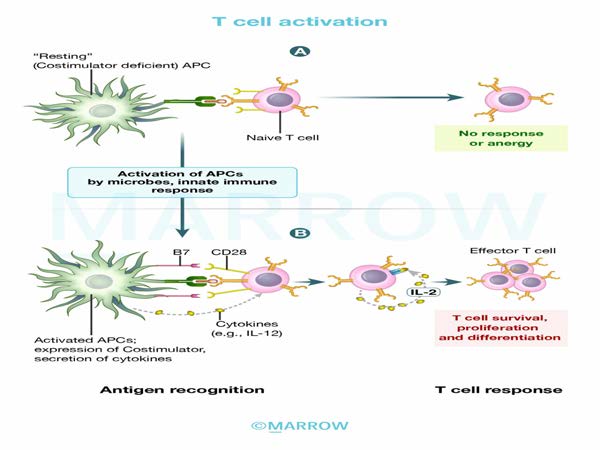 T cell activation
A
"Resting"
(Costimulator deficient) APC
Naive T cell
No response
or anergy
Activation of APCs
by microbes, innate immune
response
MARROW
B
B7
CD28
Effector T cell
IL-2
Cytokines
(e.g., IL-12)
T cell survival,
proliferation
and differentiation
Activated APCs;
expression of Costimulator,
secretion of cytokines
Antigen recognition
T cell response
©MARROW